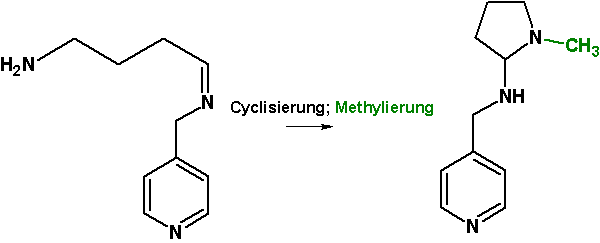 H2N
N
N
Cyclisierung; Methylierung
N
CH3
NH
N